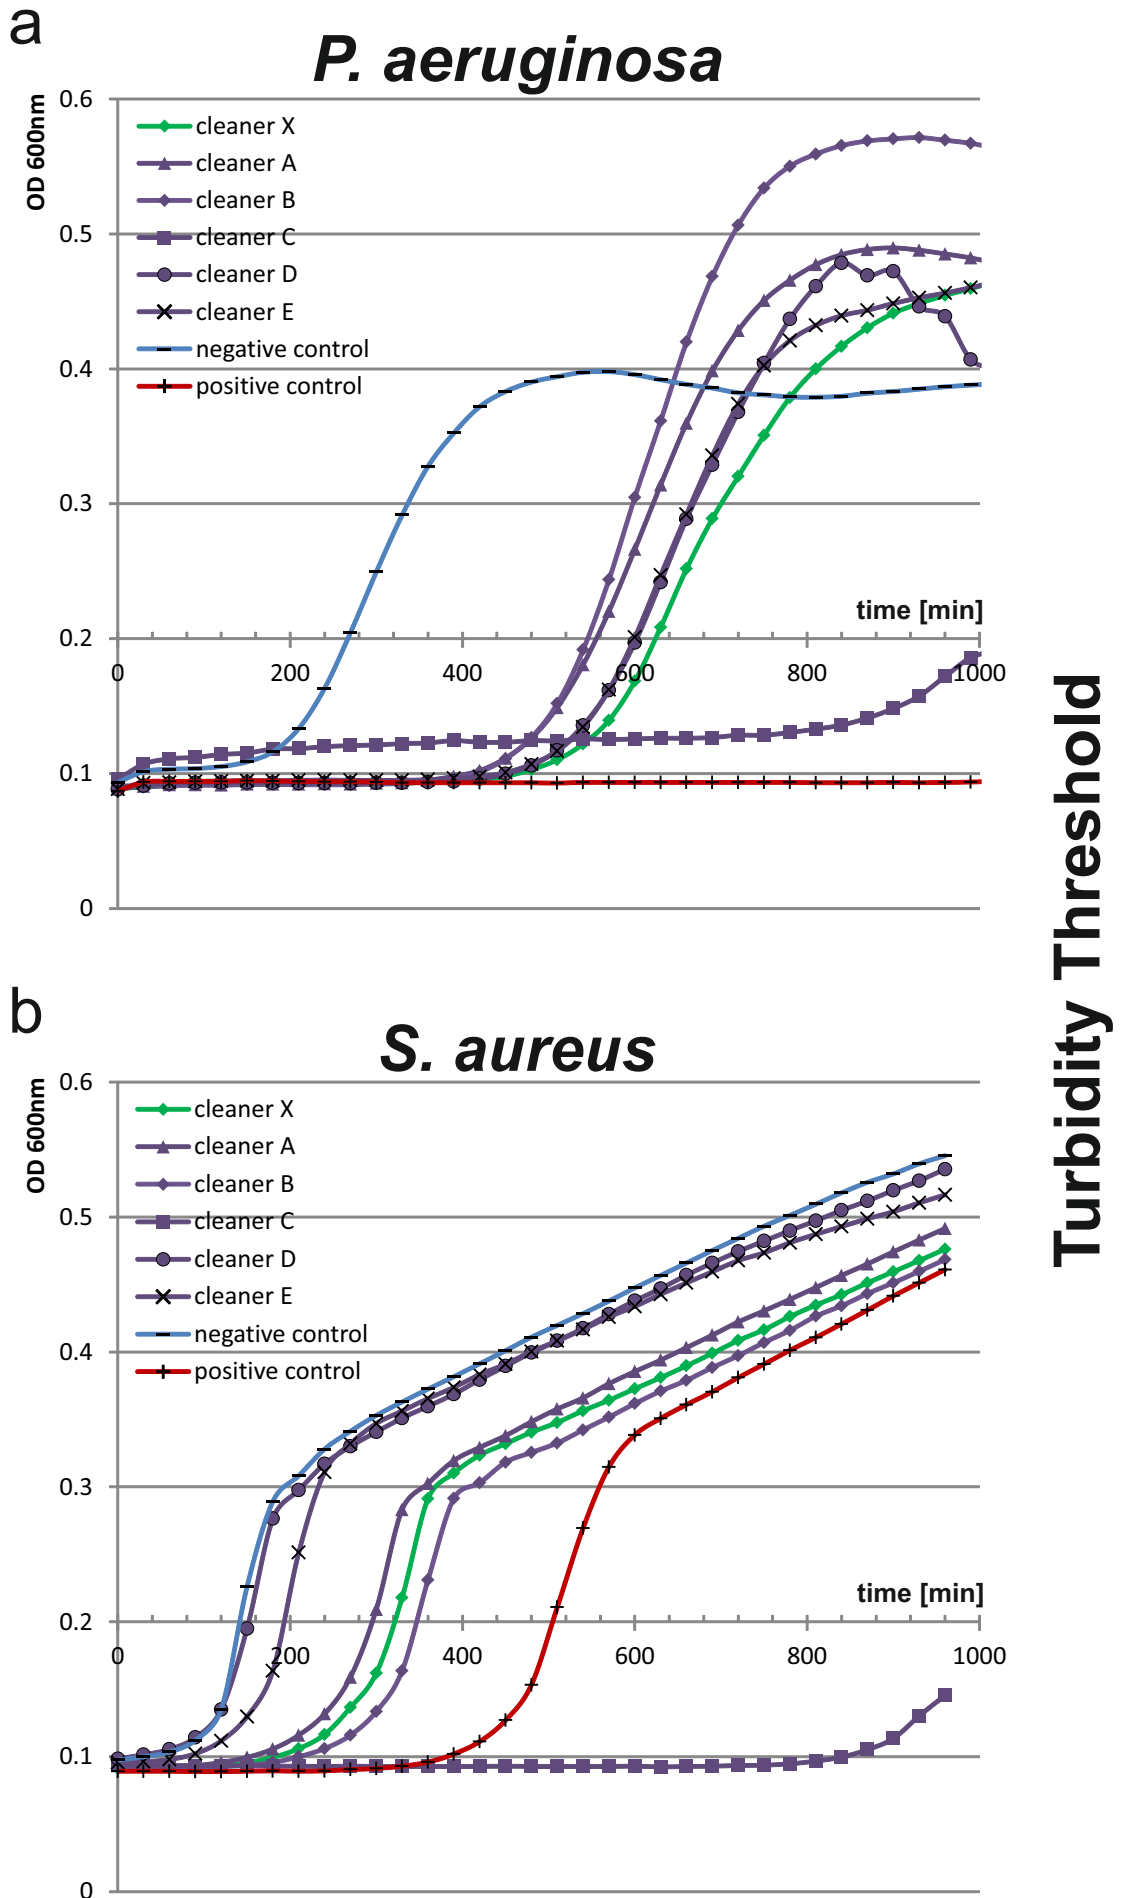 a
P. aeruginosa
OD 600nm
0.6
0.5
0.4
0.3
0.2
0.1
0
cleaner X
cleaner A
cleaner B
cleaner C
cleaner D
cleaner E
negative control
positive control
time [min]
0 200 400 600 800 1000
Turbidity Threshold
b
S. aureus
OD 600nm
0.6
0.5
0.4
0.3
0.2
0.1
0
cleaner X
cleaner A
cleaner B
cleaner C
cleaner D
cleaner E
negative control
positive control
time [min]
0 200 400 600 800 1000